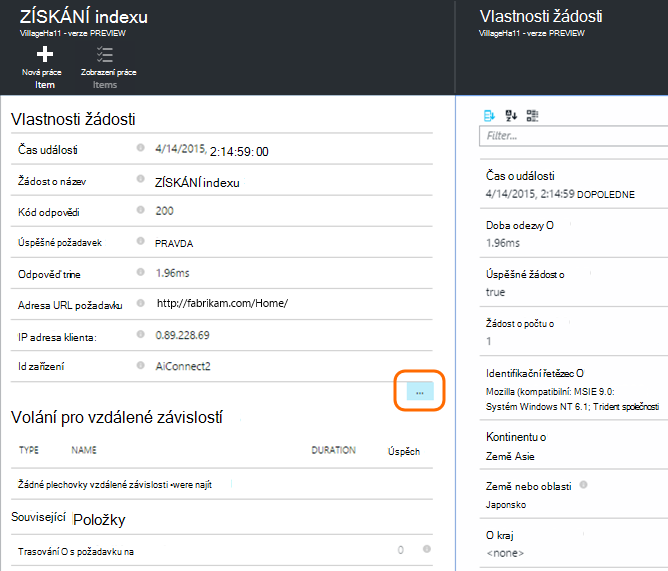 ZÍSKÁNÍ indexu
VillageHa11 - verze PREVIEW
Nová práce
Item
Zobrazení práce
Items
Vlastnosti žádosti
Čas události 4/14/2015, 2:14:59: 00
Žádost o název ZÍSKÁNÍ indexu
Kód odpovědi 200
Úspěšné požadavek PRAVDA
Odpověď trine 1.96ms
Adresa URL požadavku http://fabrikam.com/Home/
IP adresa klienta: 0.89.228.69
Id zařízení AiConnect2
...
Volání pro vzdálené závislostí
TYPE NAME DURATION Úspěch
Žádné plechovky vzdálené závislosti •were najít
Související Položky
Trasování O s požadavku na 0
Vlastnosti žádosti
VillageHa11 - verze PREVIEW
Filter...
Čas o události
4/14/2015, 2:14:59 DOPOLEDNE
Doba odezvy O
1.96ms
Úspěšné žádost o
true
Žádost o počtu o
1
Identifikační řetězec O
Mozilla (kompatibilní: MSIE 9.0:
Systém Windows NT 6.1; Trident společnosti
Kontinentu o
Země Asie
Země nebo oblasti
Japonsko
O kraj
<none>